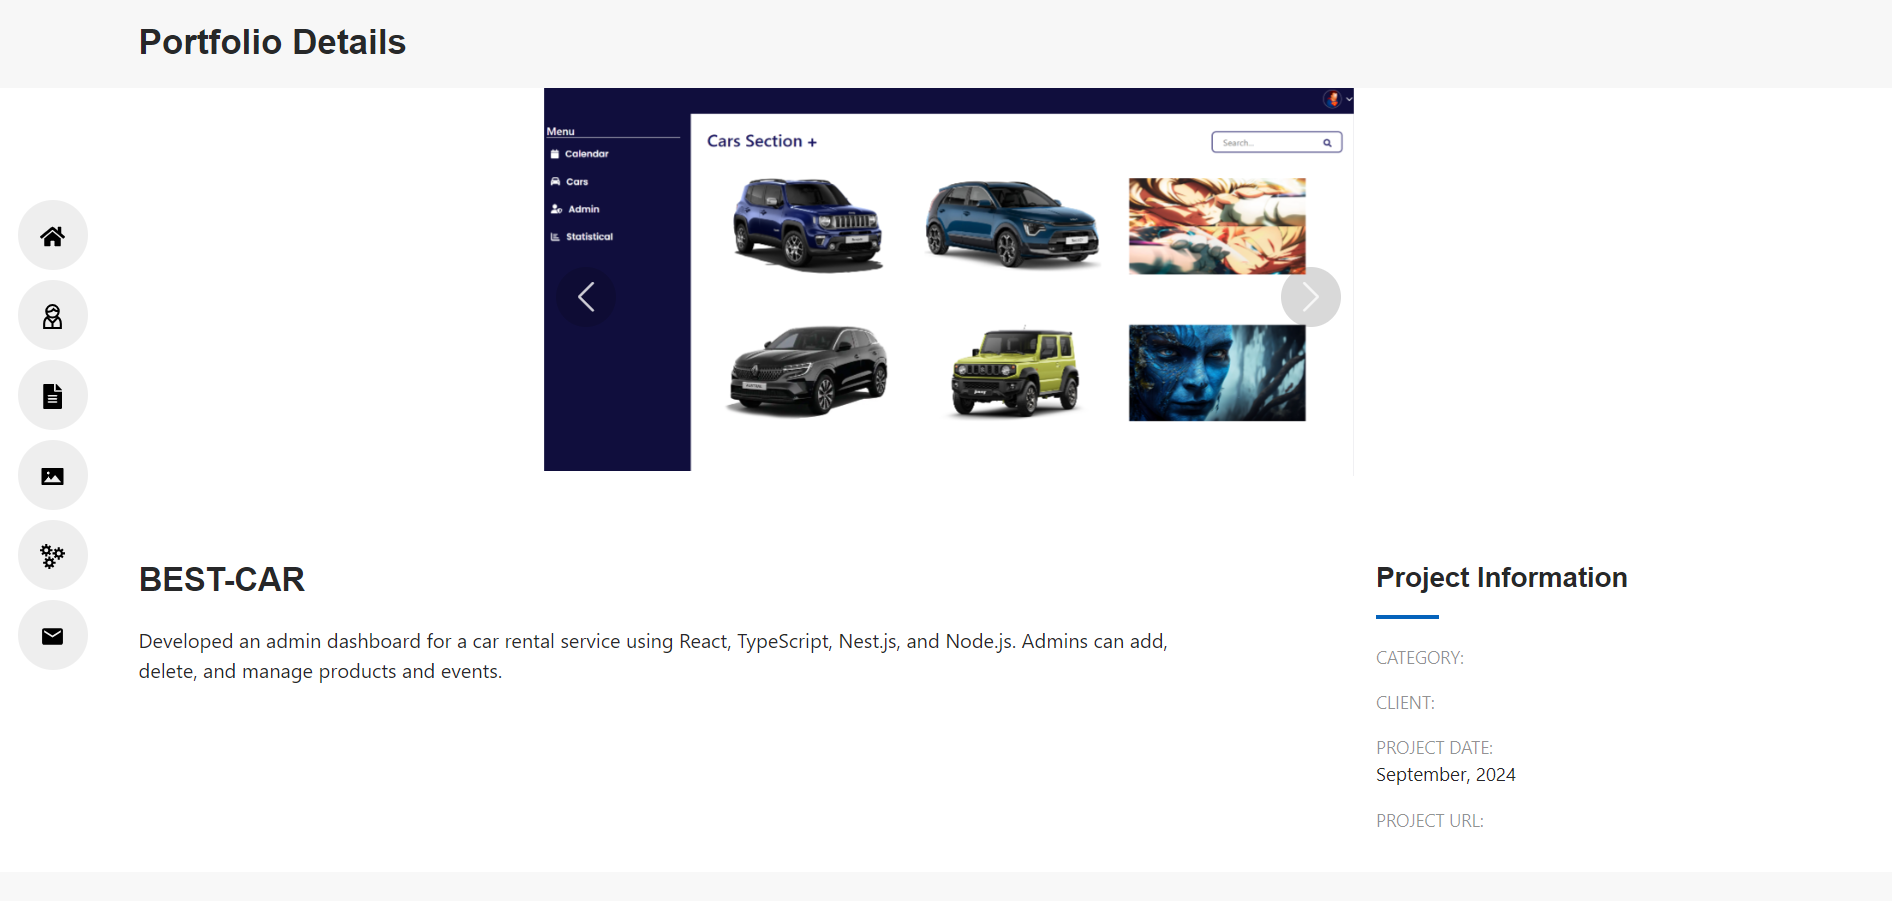 Portfolio Details
Menu
Calendar
Cars
Admin
Statistical
Cars Section +
Search...
BEST-CAR
Developed an admin dashboard for a car rental service using React, TypeScript, Nest.js, and Node.js. Admins can add,
delete, and manage products and events.
Project Information
CATEGORY:
CLIENT:
PROJECT DATE:
September, 2024
PROJECT URL: